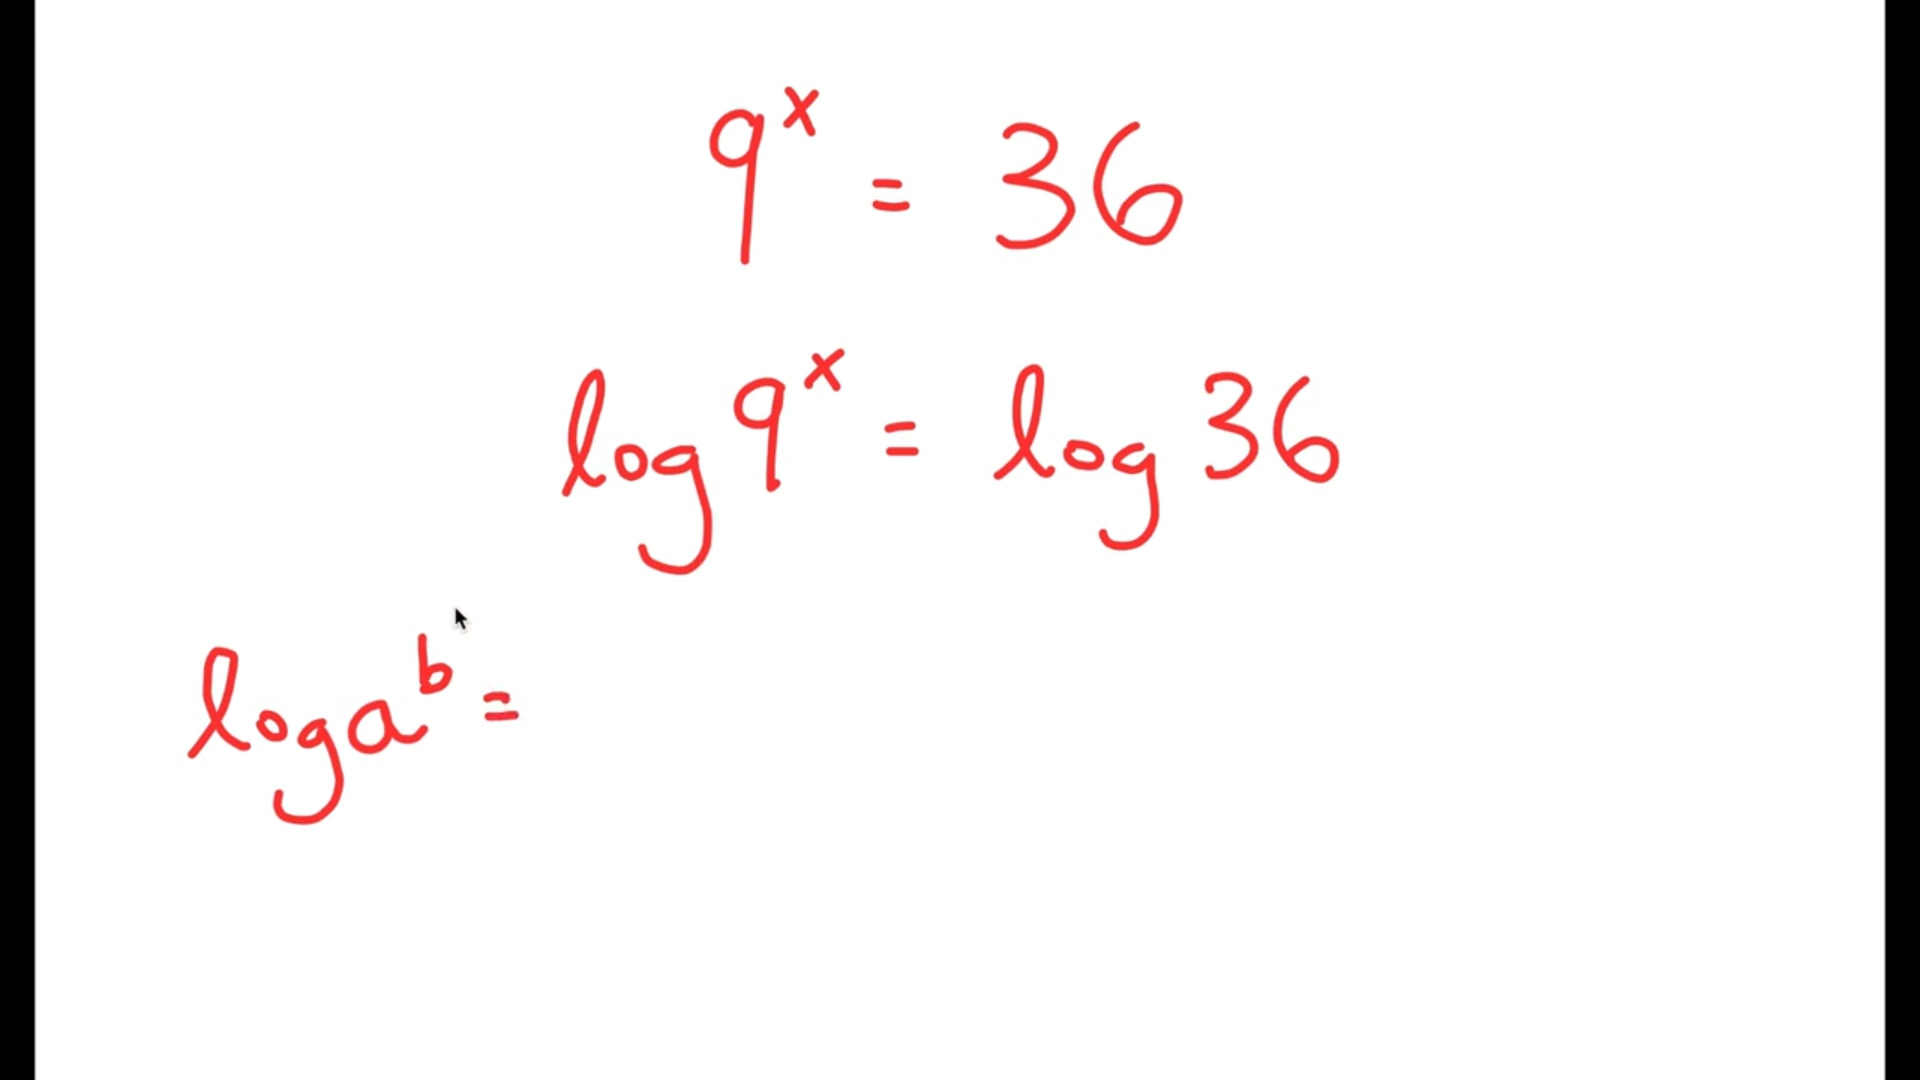 9^x = 36
log 9^x = log 36
log a^b =